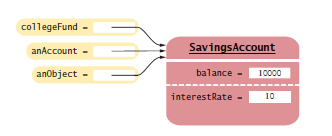 collegeFund =
anAccount =
anObject =
SavingsAccount
balance = 10000
interestRate = 10